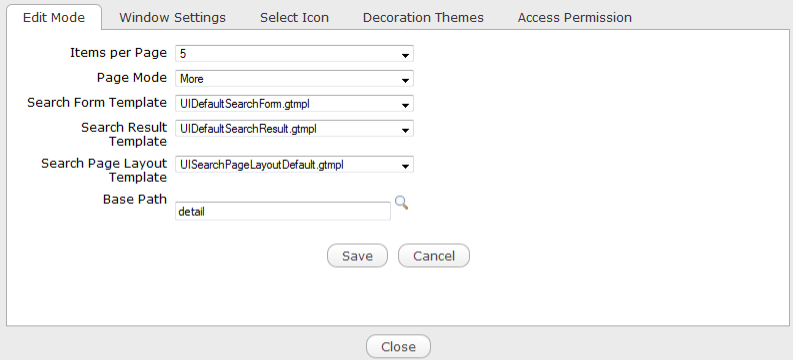 Edit Mode Window Settings Select Icon Decoration Themes Access Permission
Items per Page 5
Page Mode More
Search Form Template UIDefaultSearchForm.gtmpl
Search Result UIDefaultSearchResult.gtmpl
Template
Search Page Layout UISearchPageLayoutDefault.gtmpl
Template
Base Path
detail
Save Cancel
Close